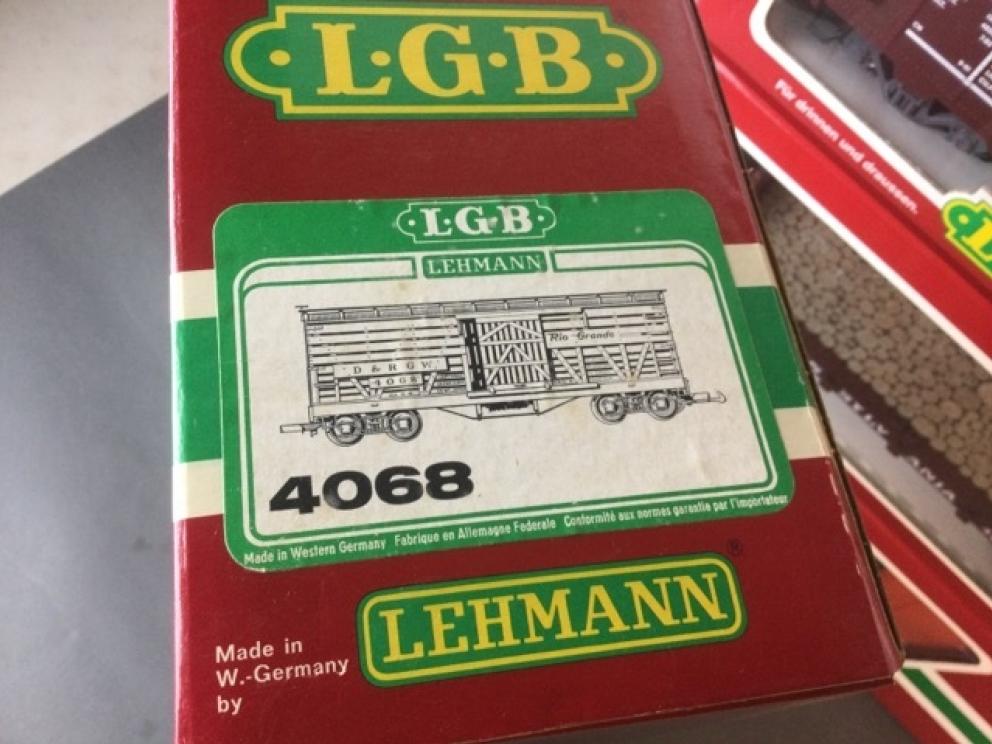 L·G·B
L·G·B
LEHMANN
D & R G W
4068
Rio Grande
4068
Made in Western Germany Fabrique en Allemagne Federale Conformité aux normes garantie par l'importateur
Made in
W.-Germany
by
LEHMANN®
Für drinnen und draussen.